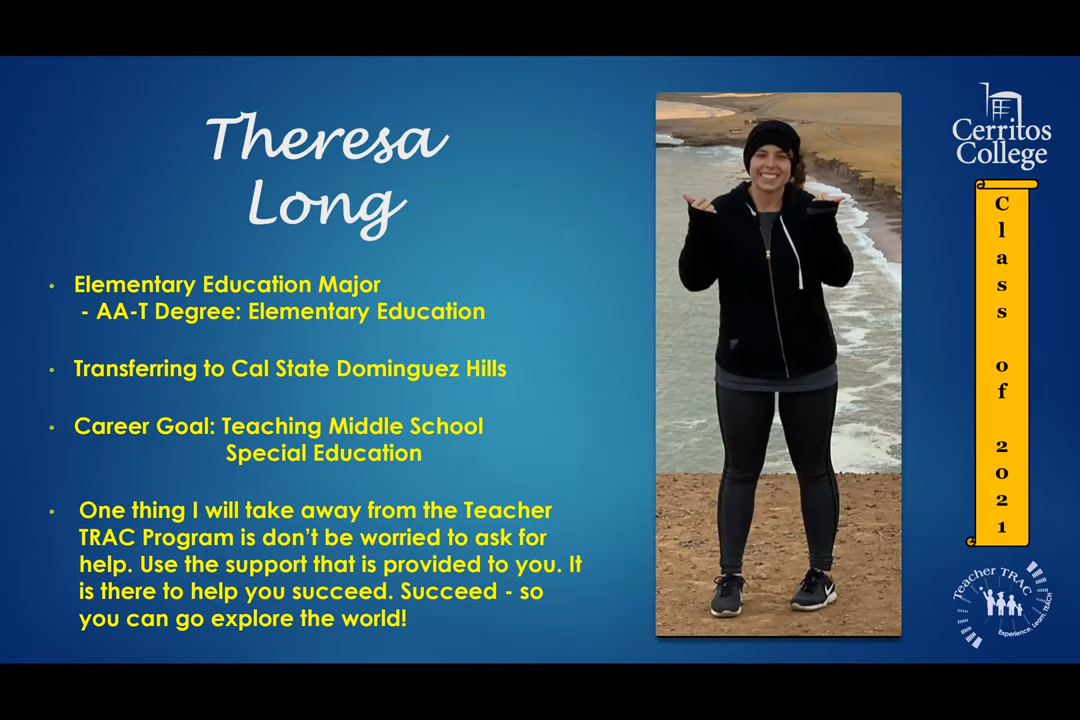 Theresa
Long
• Elementary Education Major
- AA-T Degree: Elementary Education
• Transferring to Cal State Dominguez Hills
• Career Goal: Teaching Middle School
Special Education
• One thing I will take away from the Teacher
TRAC Program is don't be worried to ask for
help. Use the support that is provided to you. It
is there to help you succeed. Succeed - so
you can go explore the world!
Cerritos
College
Class of 2021
Teacher TRAC
Experience, Learn, TEACH